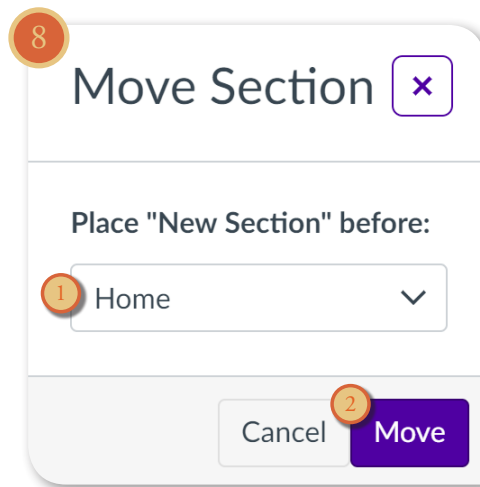 8
Move Section ×
Place "New Section" before:
1 Home
2
Cancel Move